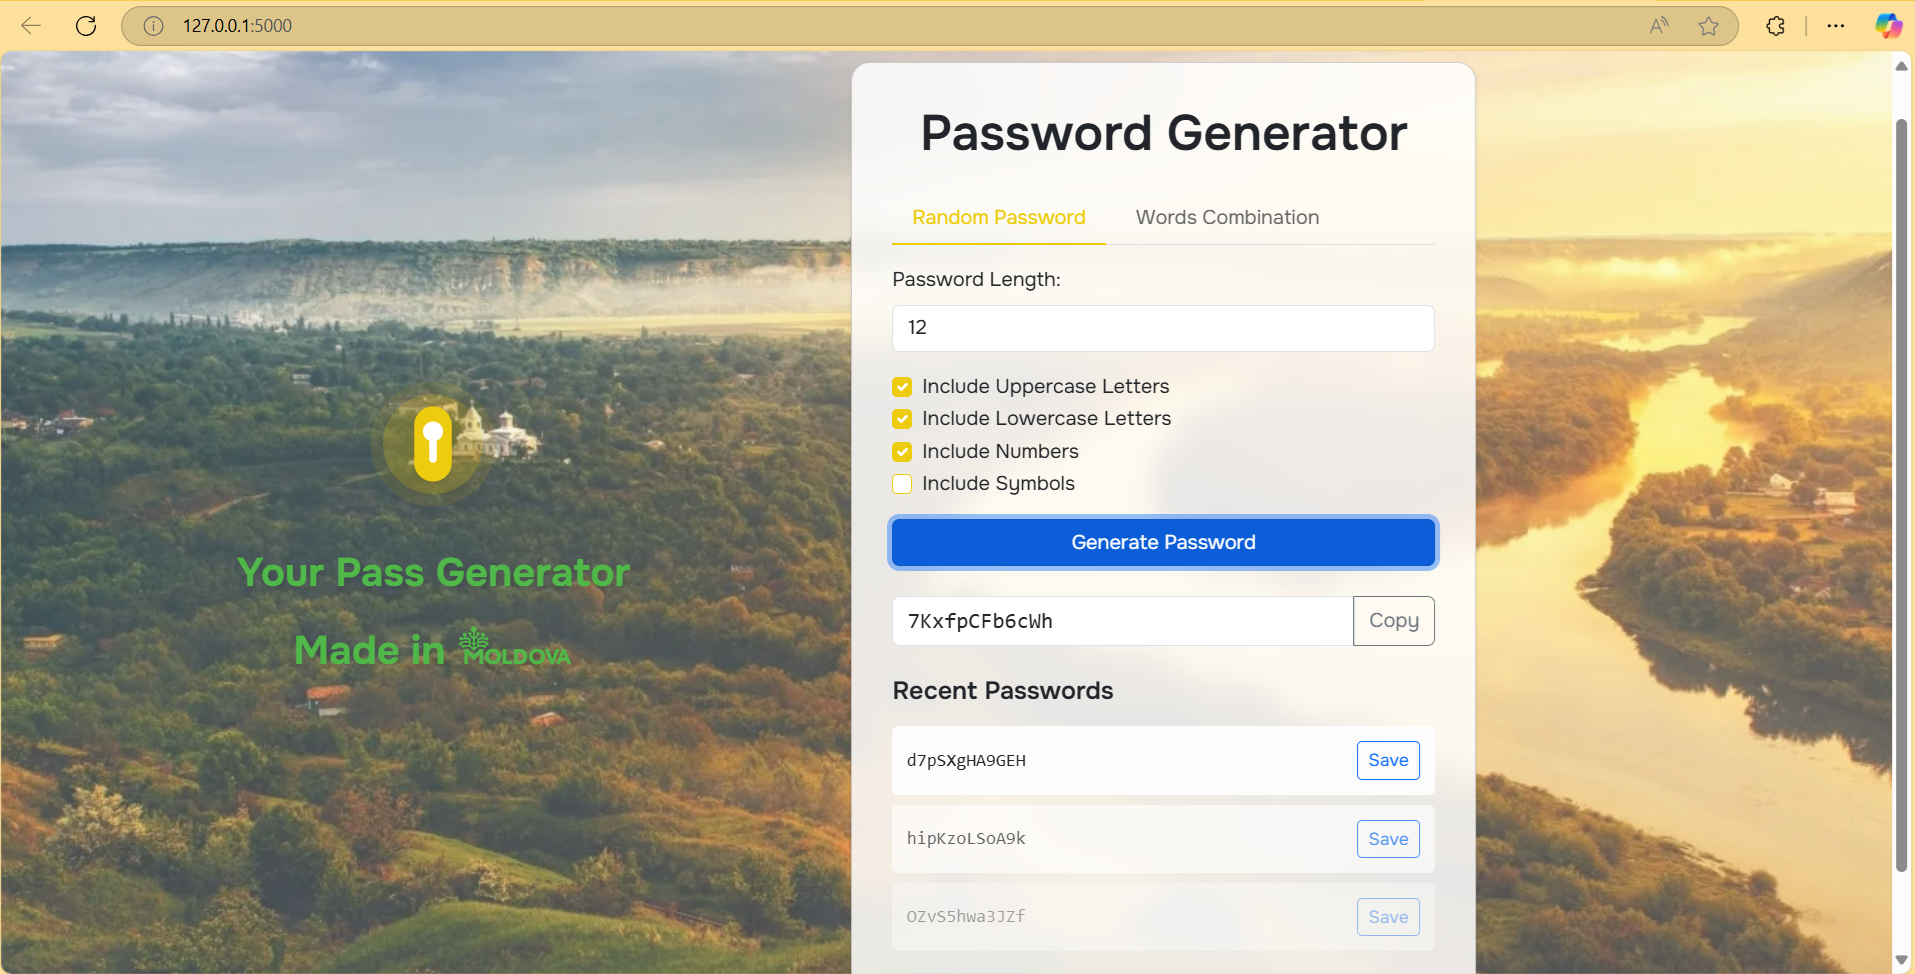 127.0.0.1:5000
Password Generator
Random Password Words Combination
Password Length:
12
Include Uppercase Letters
Include Lowercase Letters
Include Numbers
Include Symbols
Generate Password
7KxfpCFb6cWh Copy
Recent Passwords
d7pSXgHA9GEH Save
hipKzoLSoA9k Save
OZvS5hwa3JZf Save
Your Pass Generator
Made in MOLDOVA